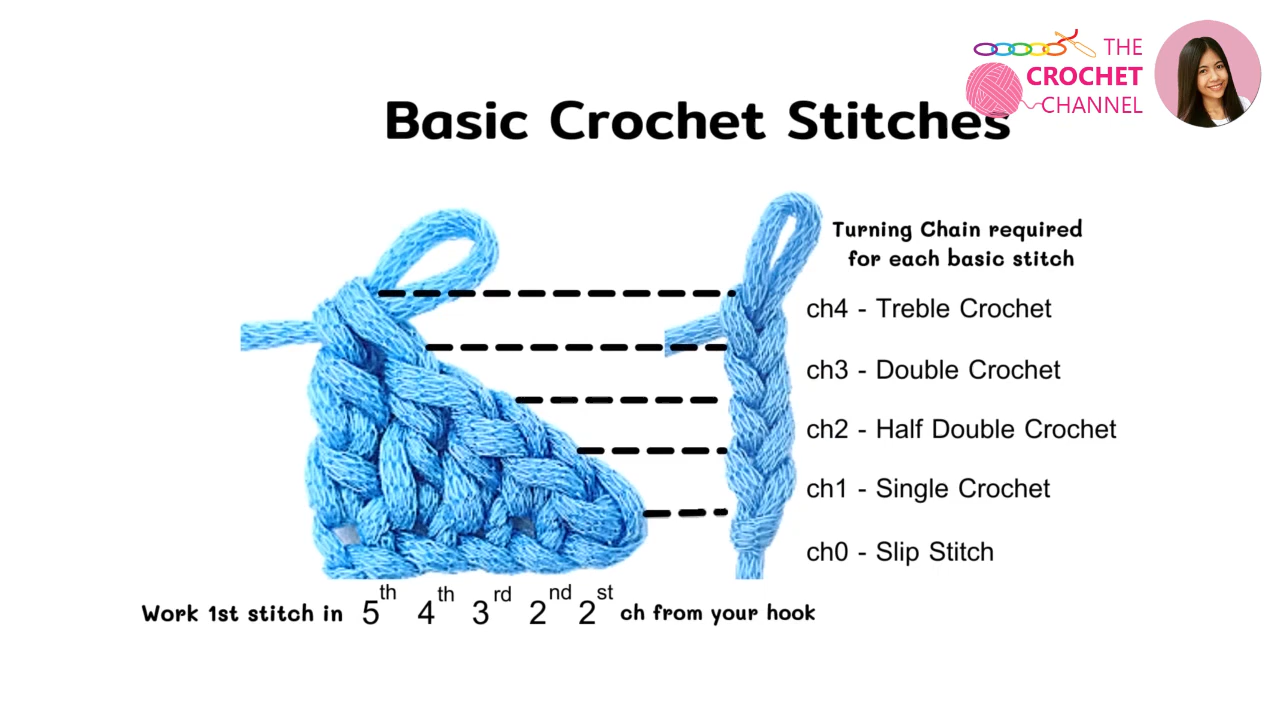 THE
CROCHET
CHANNEL
Basic Crochet Stitches
Turning Chain required
for each basic stitch
ch4 - Treble Crochet
ch3 - Double Crochet
ch2 - Half Double Crochet
ch1 - Single Crochet
ch0 - Slip Stitch
Work 1st stitch in 5th 4th 3rd 2nd 2st ch from your hook